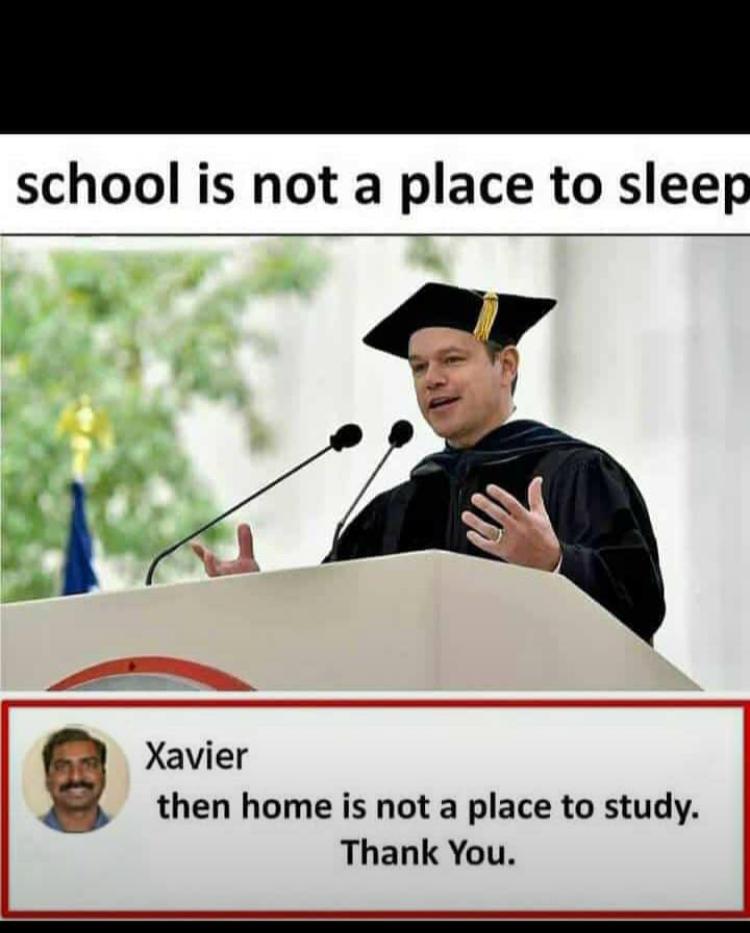 school is not a place to sleep
Xavier
then home is not a place to study.
Thank You.